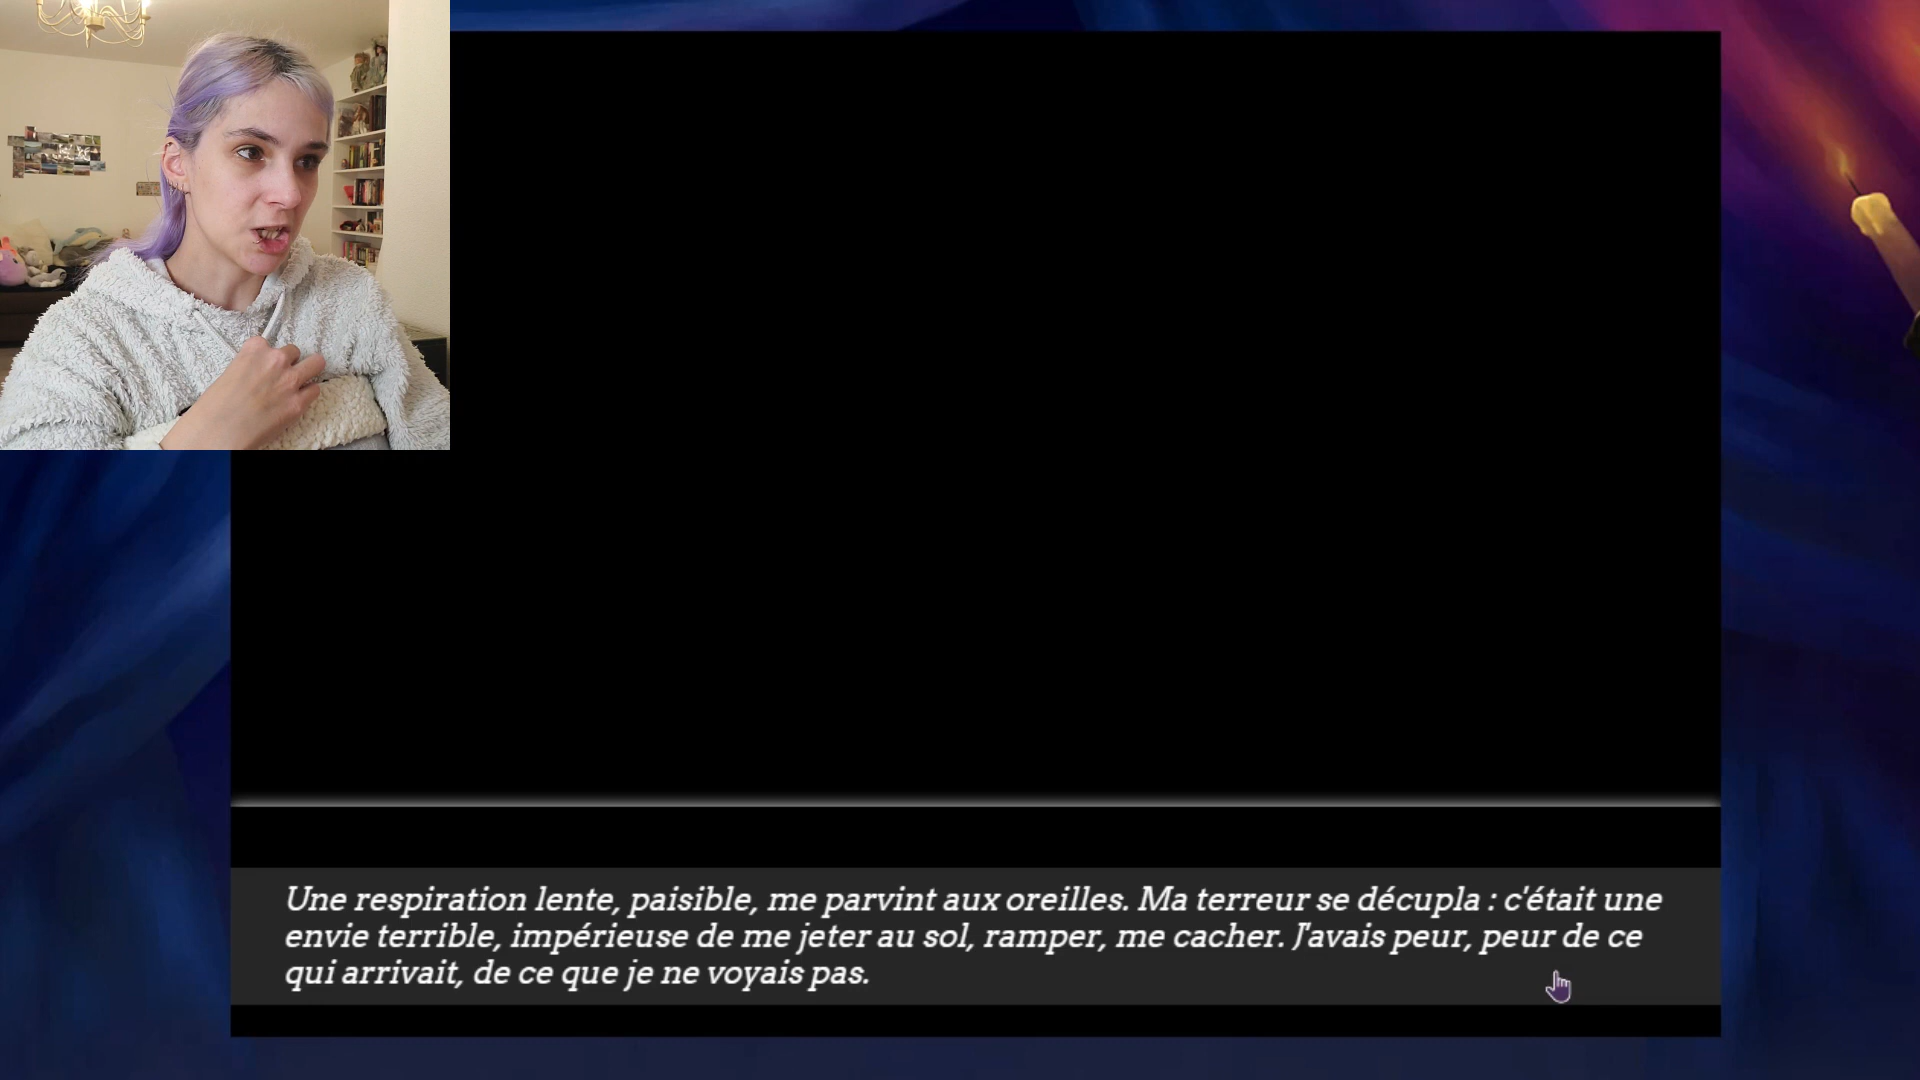 Une respiration lente, paisible, me parvint aux oreilles. Ma terreur se décupla : c'était une
envie terrible, impérieuse de me jeter au sol, ramper, me cacher. J'avais peur, peur de ce
qui arrivait, de ce que je ne voyais pas.